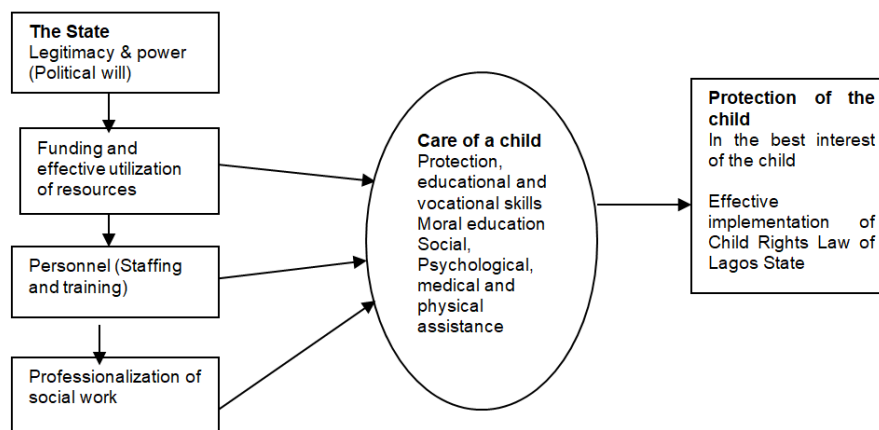 The State
Legitimacy & power
(Political will)
Funding and
effective utilization
of resources
Personnel (Staffing
and training)
Professionalization of
social work
Care of a child
Protection,
educational and
vocational skills
Moral education
Social,
Psychological,
medical and
physical
assistance
Protection of the
child
In the best interest
of the child
Effective
implementation of
Child Rights Law of
Lagos State